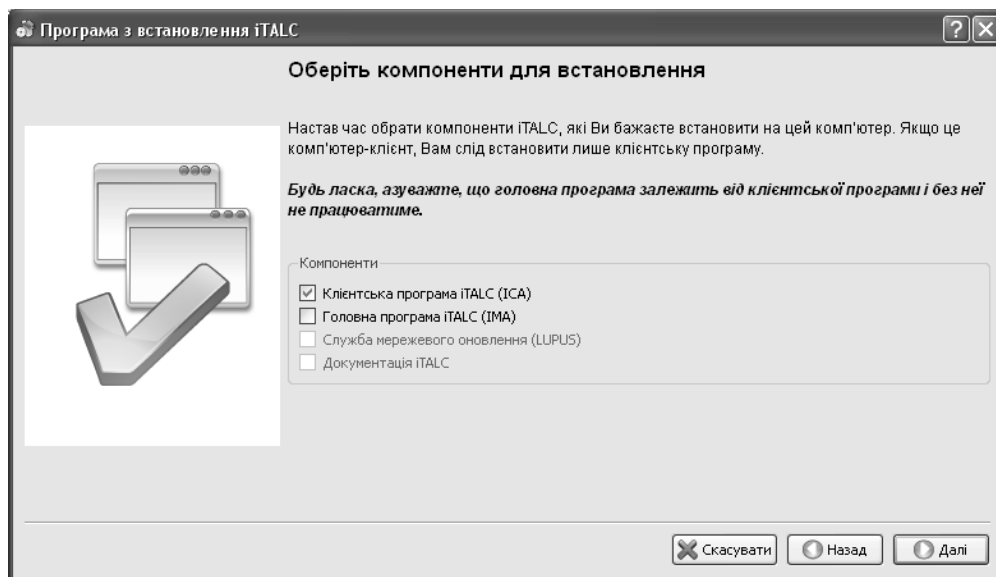 Програма з встановлення iTALC
Оберіть компоненти для встановлення
Настав час обрати компоненти iTALC, які Ви бажаєте встановити на цей комп'ютер. Якщо це
комп'ютер-клієнт, Вам слід встановити лише клієнтську програму.
Будь ласка, азуважте, що головна програма залежить від клієнтської програми і без неї
не працюватиме.
Компоненти
Клієнтська програма iTALC (ICA)
Головна програма iTALC (IMA)
Служба мережевого оновлення (LUPUS)
Документація iTALC
Скасувати Назад Далі